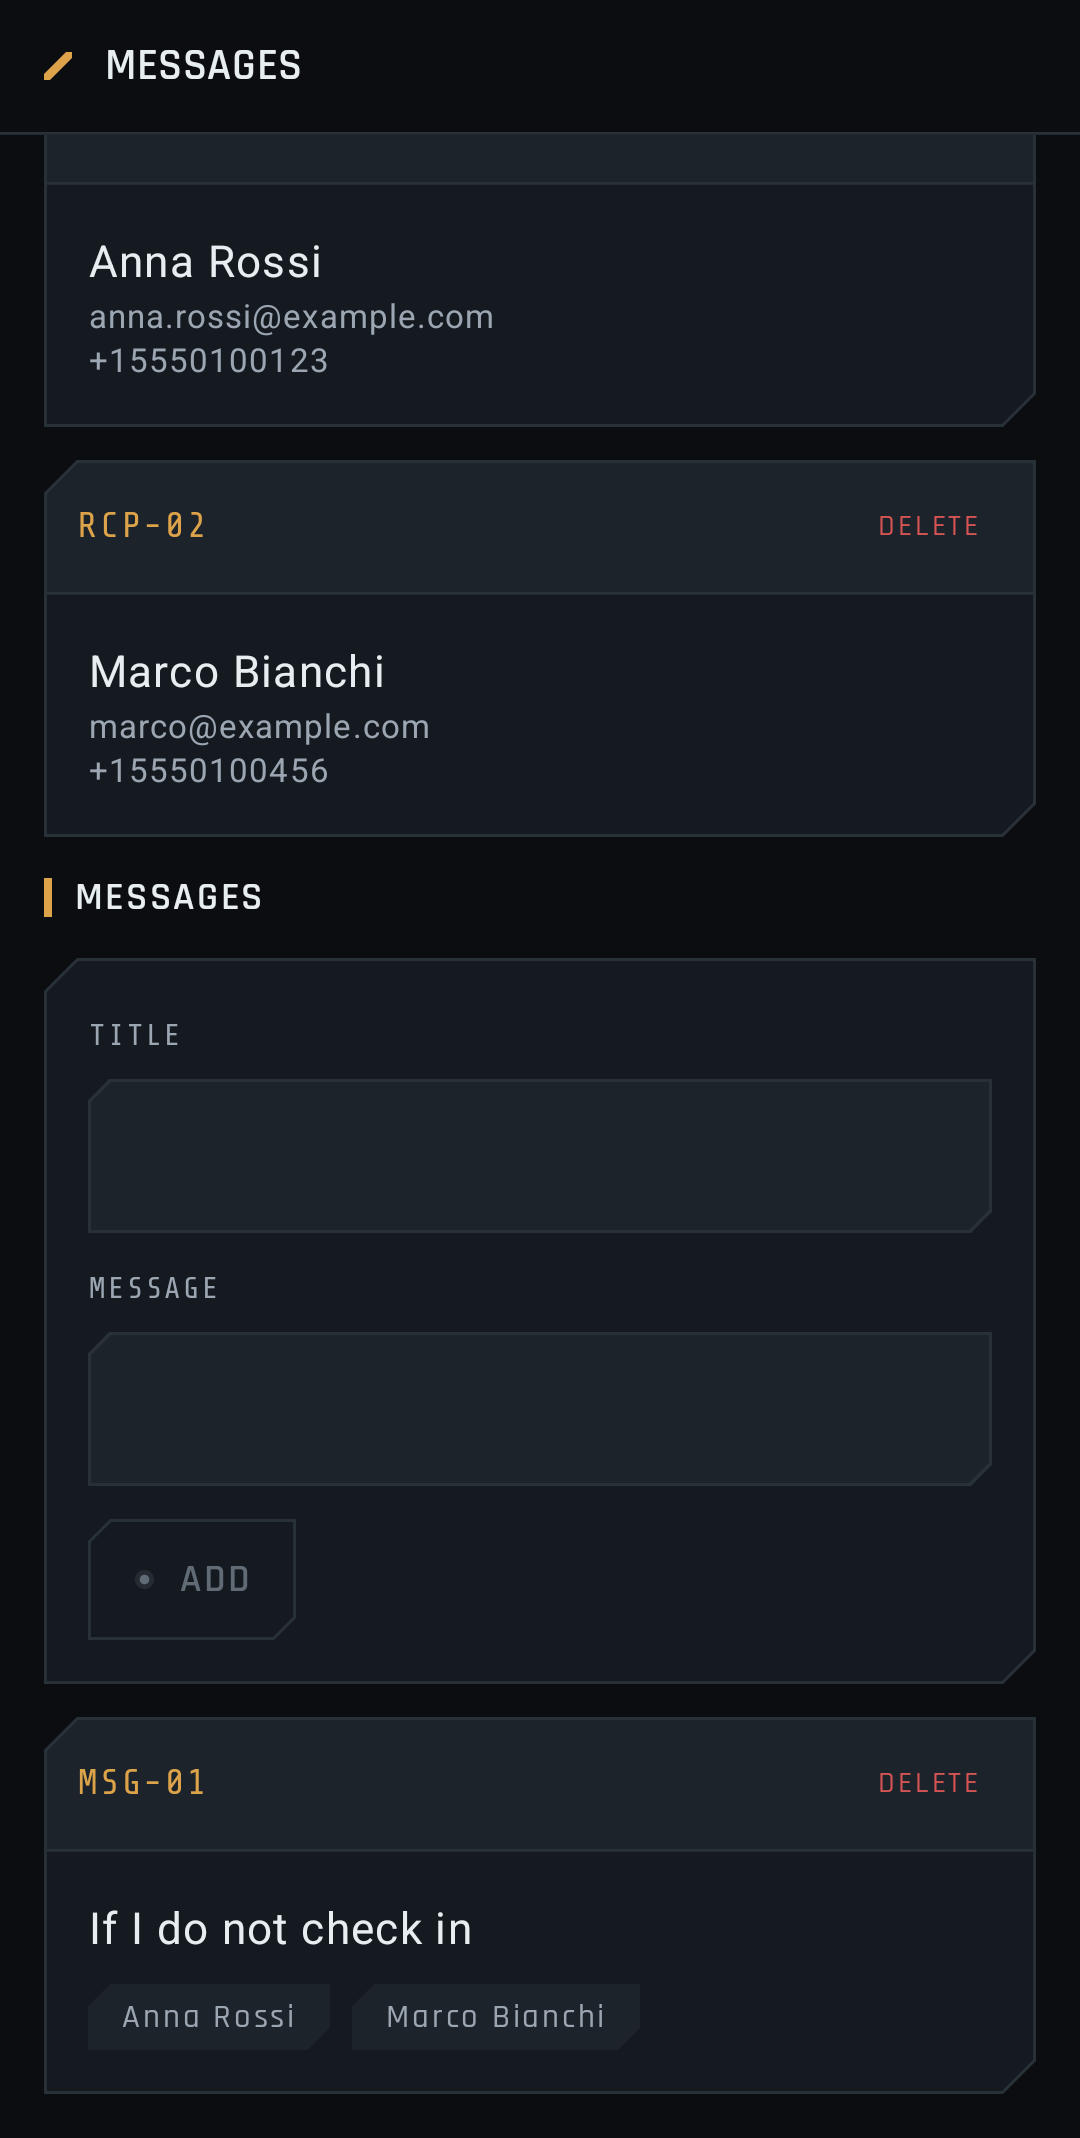 MESSAGES
Anna Rossi
anna.rossi@example.com
+15550100123
RCP-02
DELETE
Marco Bianchi
marco@example.com
+15550100456
MESSAGES
TITLE
MESSAGE
ADD
MSG-01
DELETE
If I do not check in
Anna Rossi
Marco Bianchi